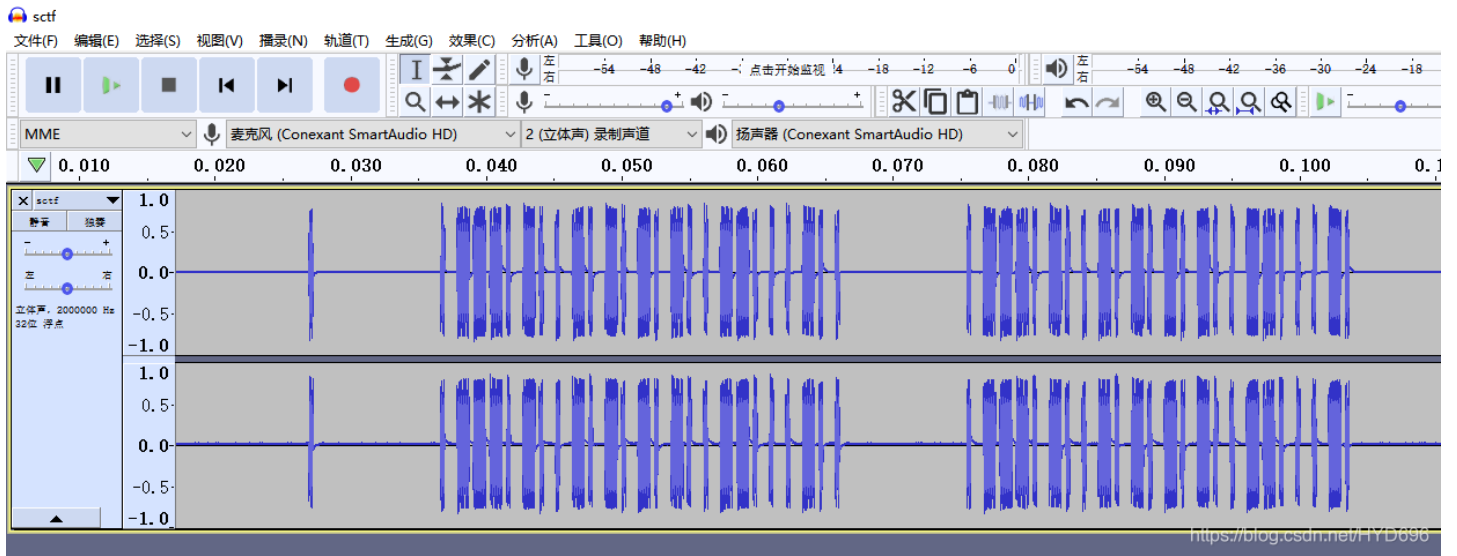 sctf
文件(F) 编辑(E) 选择(S) 视图(V) 播录(N) 轨道(T) 生成(G) 效果(C) 分析(A) 工具(O) 帮助(H)
左 -54 -48 -42 -: 点击开始监视 !4 -18 -12 -6 0 左 -54 -48 -42 -36 -30 -24 -18
右 右
- + - + -
MME 麦克风 (Conexant SmartAudio HD) 2 (立体声) 录制声道 扬声器 (Conexant SmartAudio HD)
0.010 0.020 0.030 0.040 0.050 0.060 0.070 0.080 0.090 0.100 0.1
X sctf 1.0
静音 独奏 0.5
- +
左 右 0.0
立体声, 2000000 Hz -0.5
32位 浮点
-1.0
1.0
0.5
0.0
-0.5
-1.0
https://blog.csdn.net/HYD696